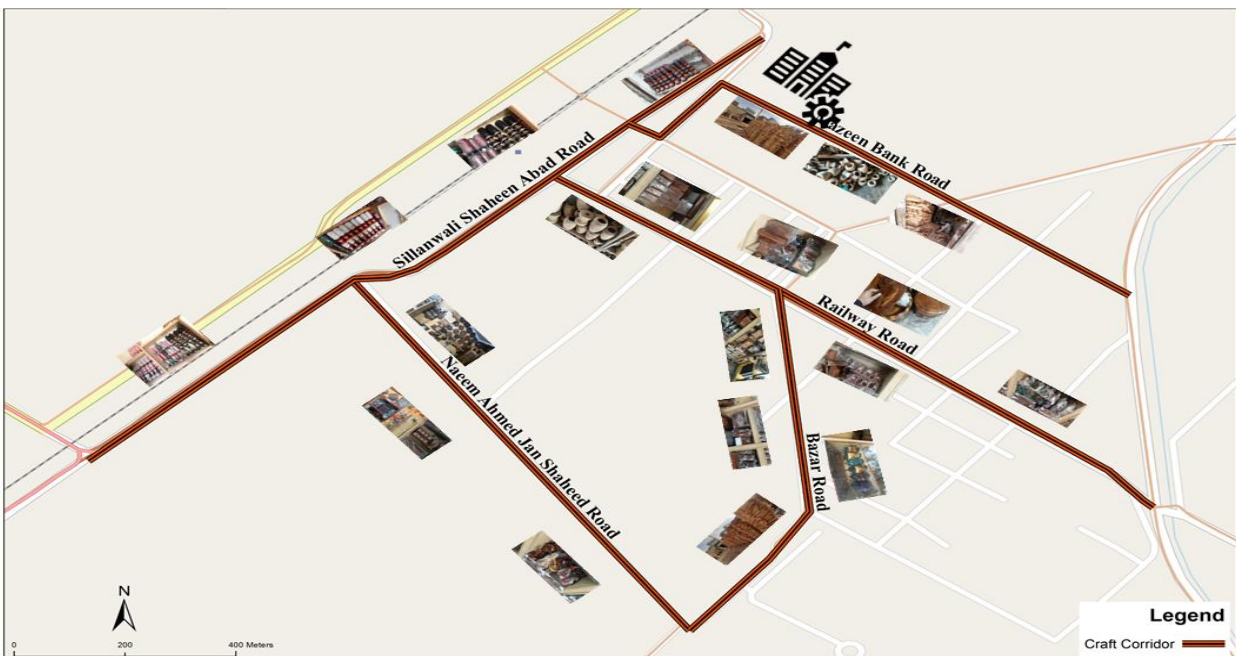 Sillanwali Shaheen Abad Road
Bank Road
Railway Road
Naeem Ahmed Jan Shaheed Road
Bazar Road
N
0 200 400 Meters
Legend
Craft Corridor